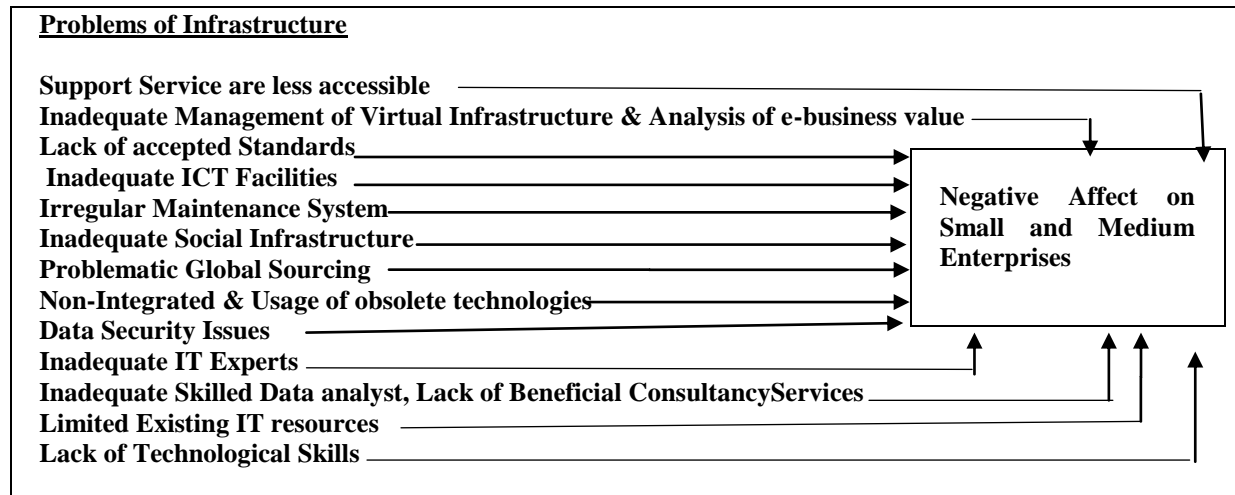 Problems of Infrastructure
Support Service are less accessible
Inadequate Management of Virtual Infrastructure & Analysis of e-business value
Lack of accepted Standards
Inadequate ICT Facilities
Irregular Maintenance System
Inadequate Social Infrastructure
Problematic Global Sourcing
Non-Integrated & Usage of obsolete technologies
Data Security Issues
Inadequate IT Experts
Inadequate Skilled Data analyst, Lack of Beneficial ConsultancyServices
Limited Existing IT resources
Lack of Technological Skills
Negative Affect on
Small and Medium
Enterprises